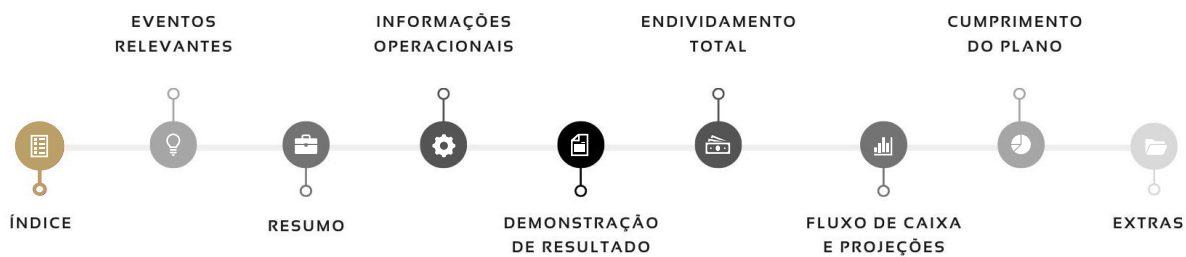 EVENTOS
RELEVANTES
INFORMAÇÕES
OPERACIONAIS
ENDIVIDAMENTO
TOTAL
CUMPRIMENTO
DO PLANO
ÍNDICE
RESUMO
DEMONSTRAÇÃO
DE RESULTADO
FLUXO DE CAIXA
E PROJEÇÕES
EXTRAS